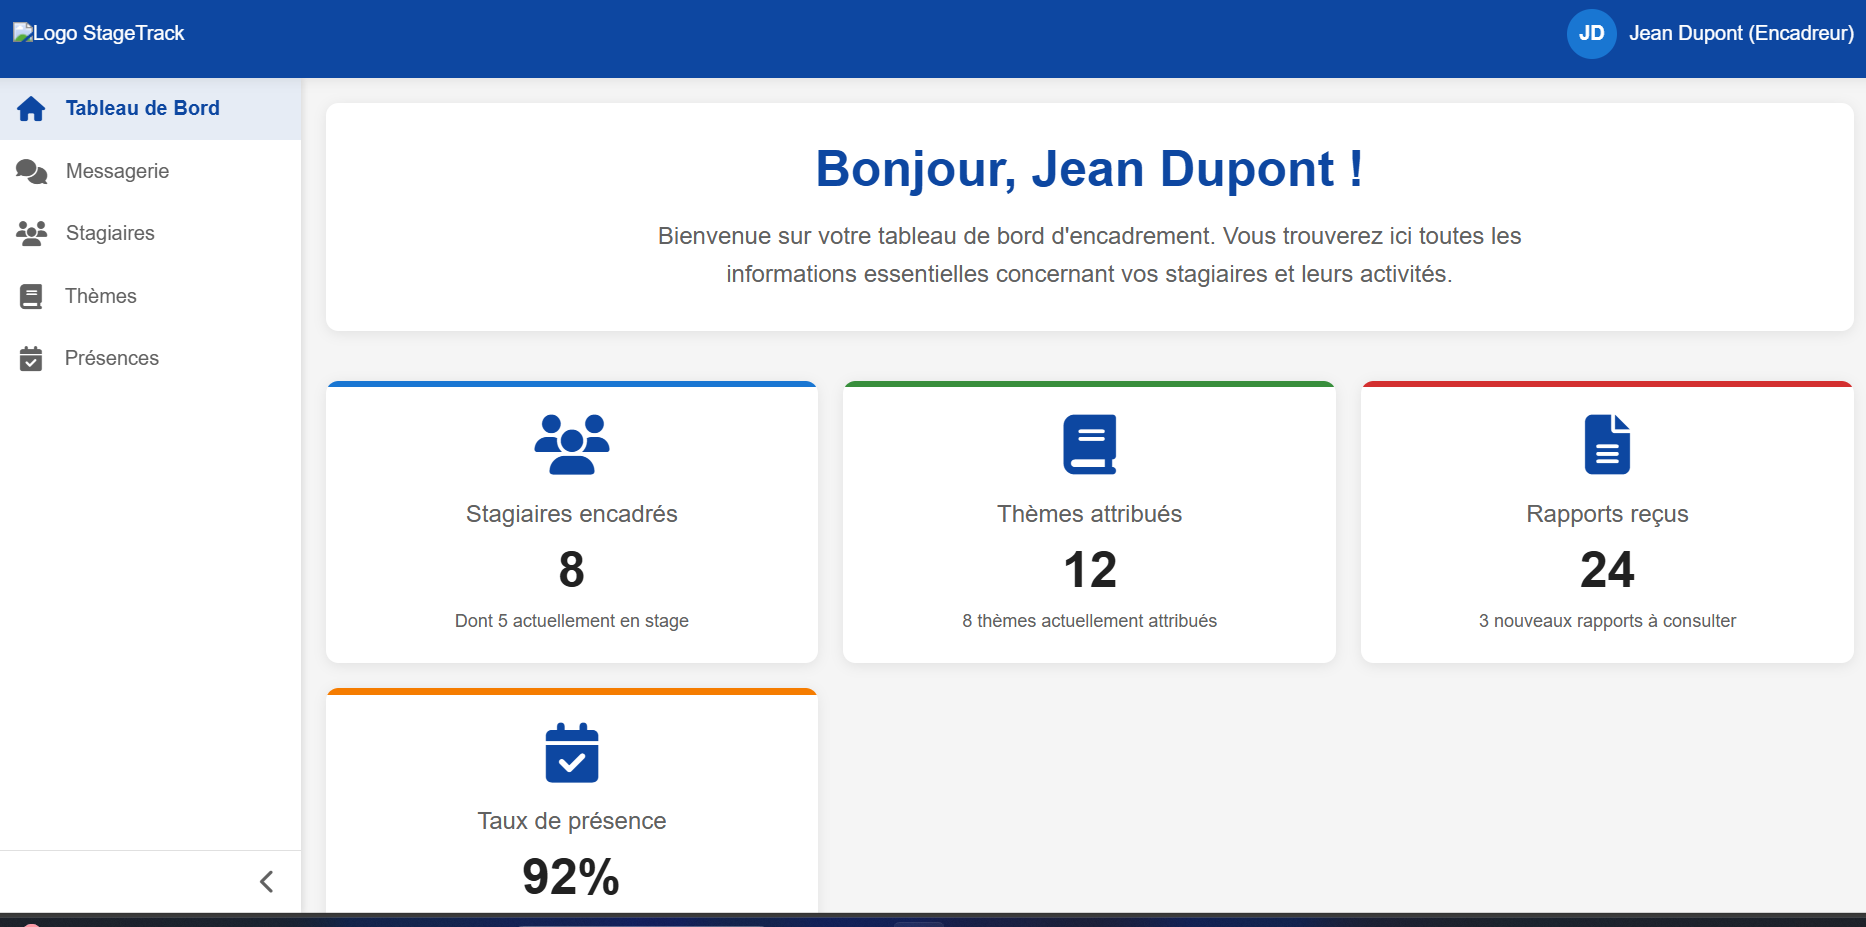 Logo StageTrack
JD
Jean Dupont (Encadreur)
Tableau de Bord
Messagerie
Stagiaires
Thèmes
Présences
Bonjour, Jean Dupont !
Bienvenue sur votre tableau de bord d'encadrement. Vous trouverez ici toutes les
informations essentielles concernant vos stagiaires et leurs activités.
Stagiaires encadrés
8
Dont 5 actuellement en stage
Thèmes attribués
12
8 thèmes actuellement attribués
Rapports reçus
24
3 nouveaux rapports à consulter
Taux de présence
92%